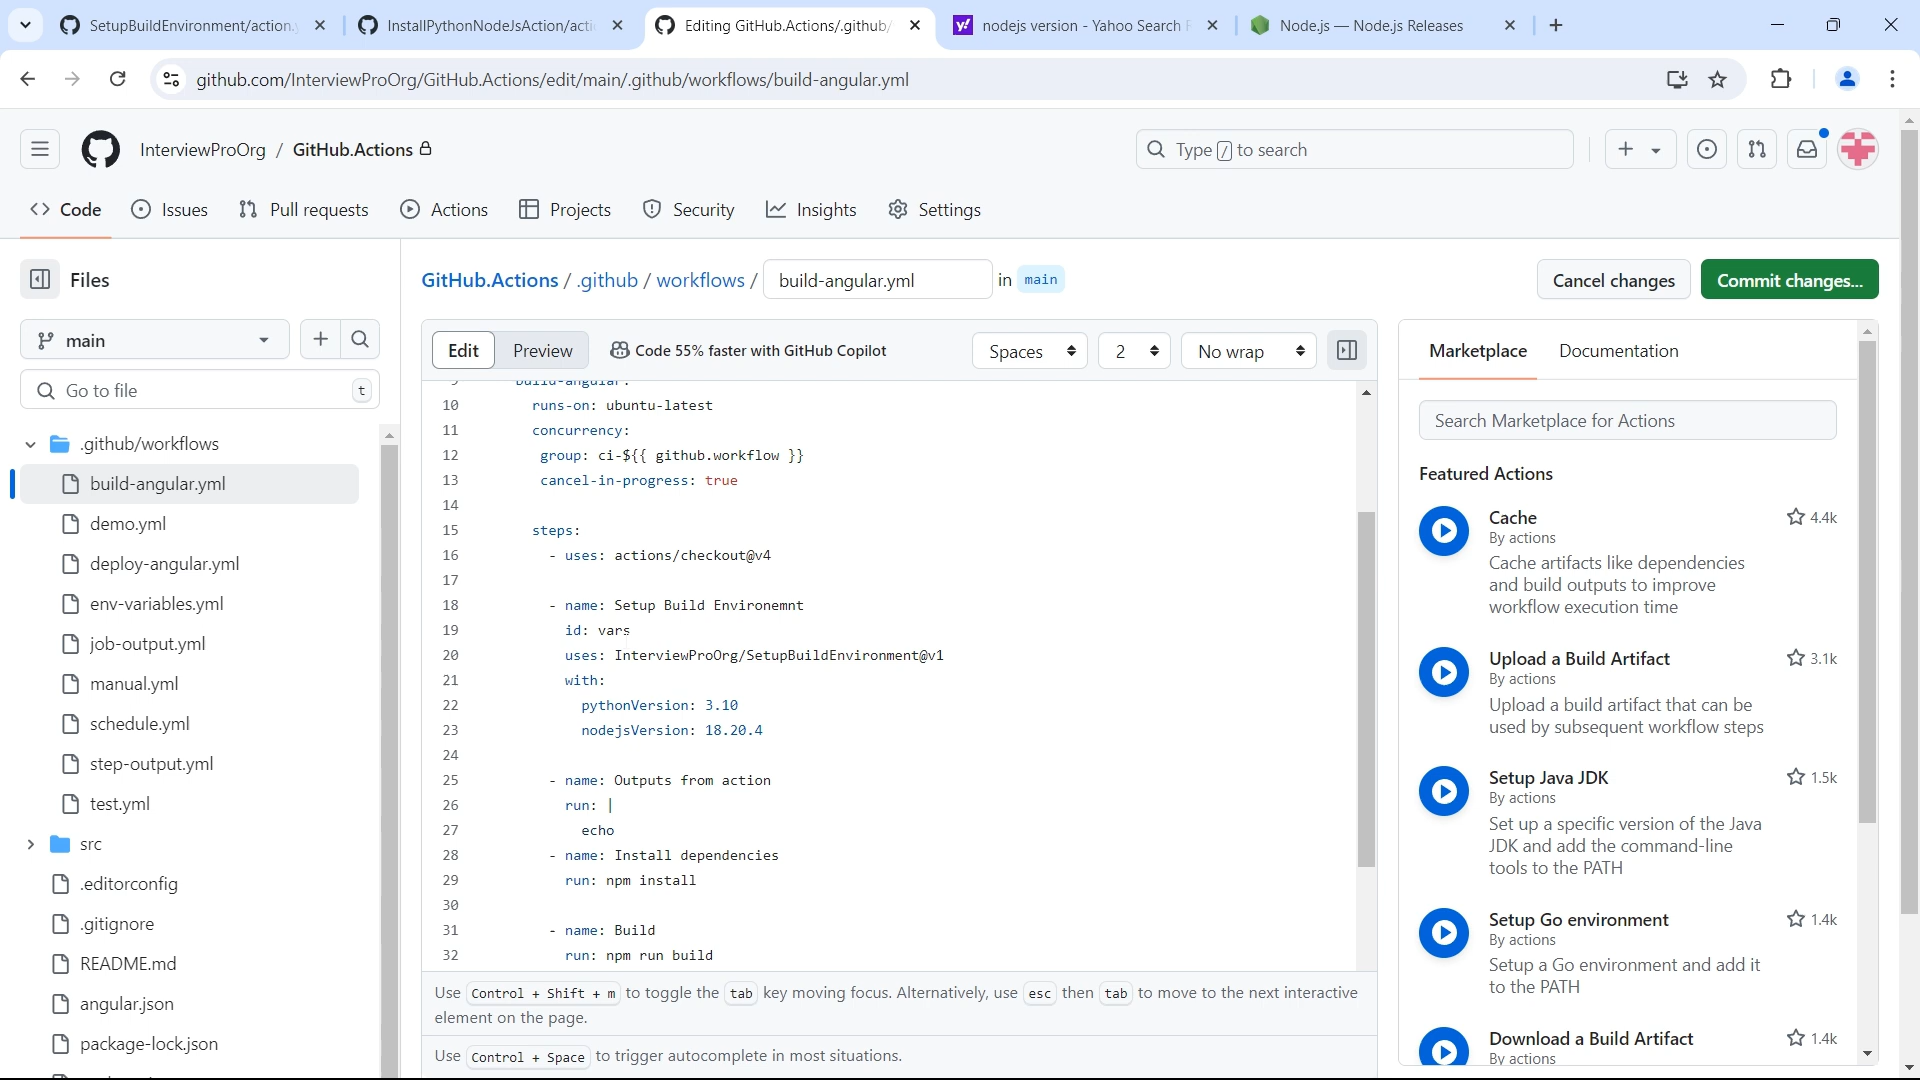 SetupBuildEnvironment/action.y
InstallPythonNodeJsAction/acti
Editing GitHub.Actions/.github/
nodejs version - Yahoo Search R
Node.js — Node.js Releases
github.com/InterviewProOrg/GitHub.Actions/edit/main/.github/workflows/build-angular.yml
InterviewProOrg / GitHub.Actions
Type / to search
Code
Issues
Pull requests
Actions
Projects
Security
Insights
Settings
Files
main
Go to file
t
.github/workflows
build-angular.yml
demo.yml
deploy-angular.yml
env-variables.yml
job-output.yml
manual.yml
schedule.yml
step-output.yml
test.yml
src
.editorconfig
.gitignore
README.md
angular.json
package-lock.json
GitHub.Actions / .github / workflows / build-angular.yml in main
Cancel changes
Commit changes...
Edit
Preview
Code 55% faster with GitHub Copilot
Spaces
2
No wrap
9 build-angular:
10 runs-on: ubuntu-latest
11 concurrency:
12 group: ci-${{ github.workflow }}
13 cancel-in-progress: true
14
15 steps:
16 - uses: actions/checkout@v4
17
18 - name: Setup Build Environemnt
19 id: vars
20 uses: InterviewProOrg/SetupBuildEnvironment@v1
21 with:
22 pythonVersion: 3.10
23 nodejsVersion: 18.20.4
24
25 - name: Outputs from action
26 run: |
27 echo
28 - name: Install dependencies
29 run: npm install
30
31 - name: Build
32 run: npm run build
Use Control + Shift + m to toggle the tab key moving focus. Alternatively, use esc then tab to move to the next interactive
element on the page.
Use Control + Space to trigger autocomplete in most situations.
Marketplace
Documentation
Search Marketplace for Actions
Featured Actions
Cache
4.4k
By actions
Cache artifacts like dependencies
and build outputs to improve
workflow execution time
Upload a Build Artifact
3.1k
By actions
Upload a build artifact that can be
used by subsequent workflow steps
Setup Java JDK
1.5k
By actions
Set up a specific version of the Java
JDK and add the command-line
tools to the PATH
Setup Go environment
1.4k
By actions
Setup a Go environment and add it
to the PATH
Download a Build Artifact
1.4k
By actions